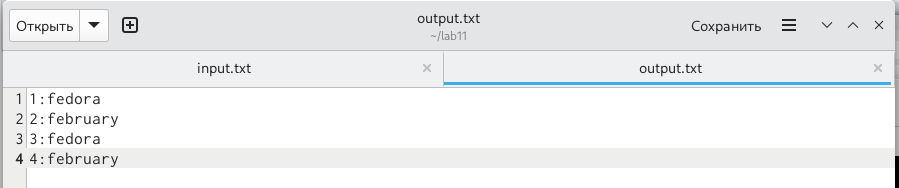 Открыть
output.txt
~/lab11
Сохранить
input.txt
output.txt
1 1:fedora
2 2:february
3 3:fedora
4 4:february